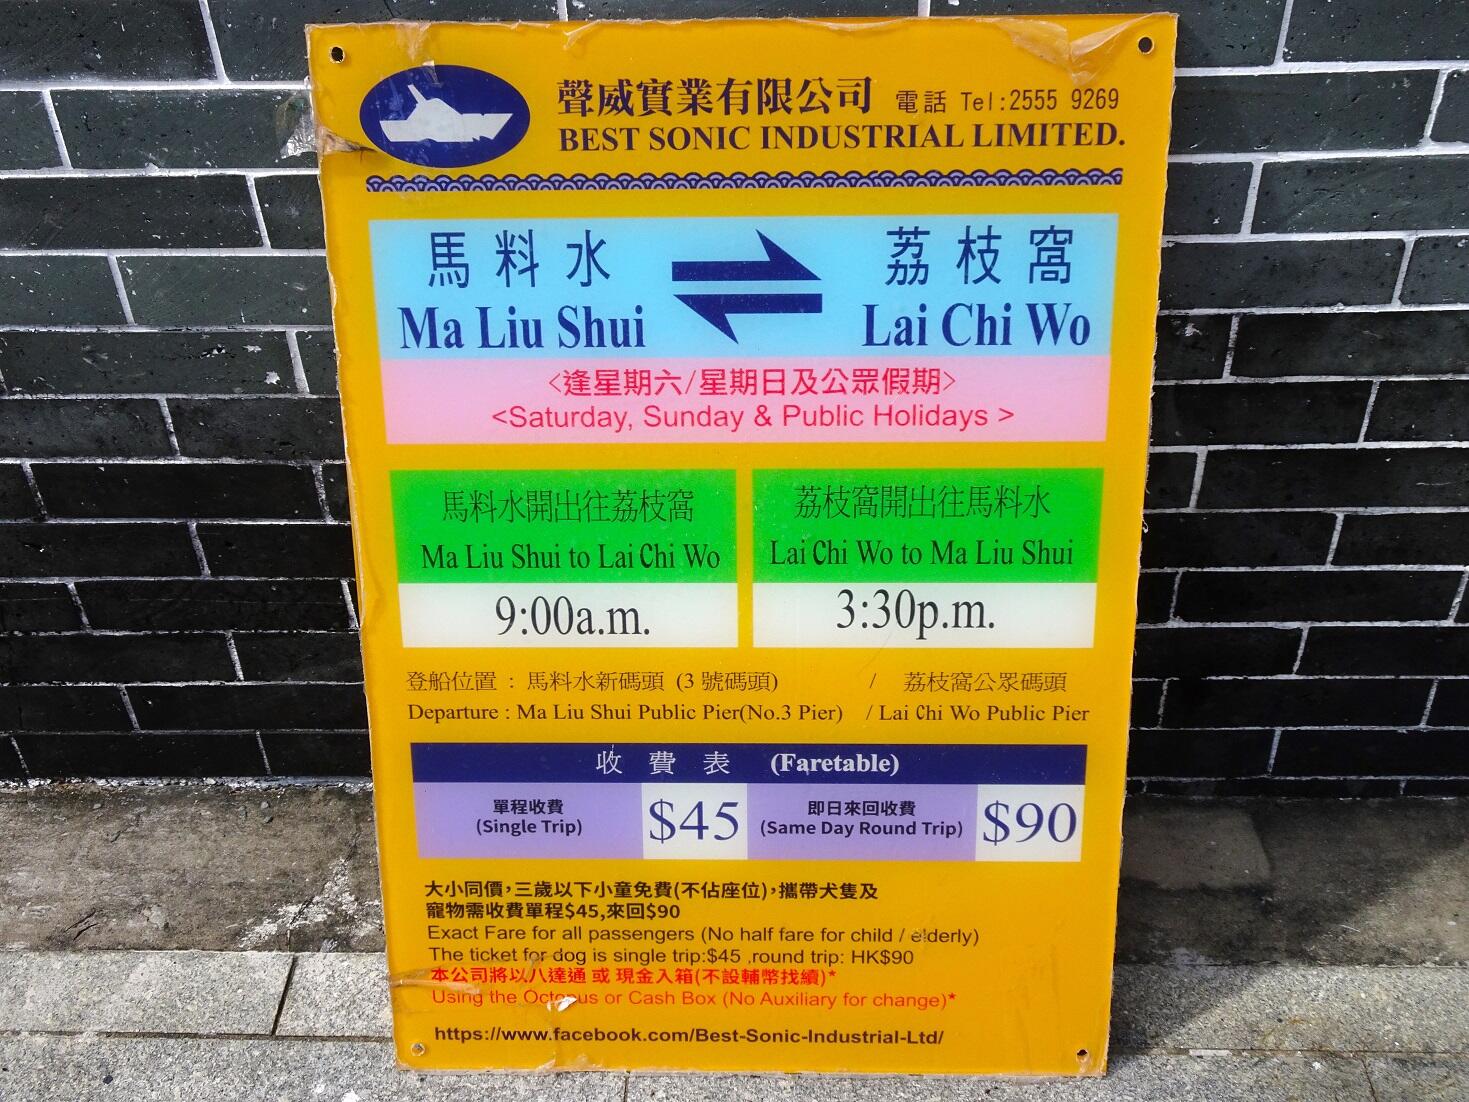 聲威實業有限公司 電話 Tel:2555 9269
BEST SONIC INDUSTRIAL LIMITED.
馬料水 荔枝窩
Ma Liu Shui Lai Chi Wo
<逢星期六/星期日及公眾假期>
<Saturday, Sunday & Public Holidays >
馬料水開出往荔枝窩
Ma Liu Shui to Lai Chi Wo
9:00a.m.
荔枝窩開出往馬料水
Lai Chi Wo to Ma Liu Shui
3:30p.m.
登船位置 : 馬料水新碼頭 (3 號碼頭) / 荔枝窩公眾碼頭
Departure : Ma Liu Shui Public Pier(No.3 Pier) / Lai Chi Wo Public Pier
收 費 表 (Faretable)
單程收費
(Single Trip)
$45
即日來回收費
(Same Day Round Trip)
$90
大小同價,三歲以下小童免費(不佔座位),攜帶犬隻及
寵物需收費單程$45,來回$90
Exact Fare for all passengers (No half fare for child / elderly)
The ticket for dog is single trip:$45 ,round trip: HK$90
本公司將以八達通 或 現金入箱(不設輔幣找續)*
Using the Octopus or Cash Box (No Auxiliary for change)*
https://www.facebook.com/Best-Sonic-Industrial-Ltd/